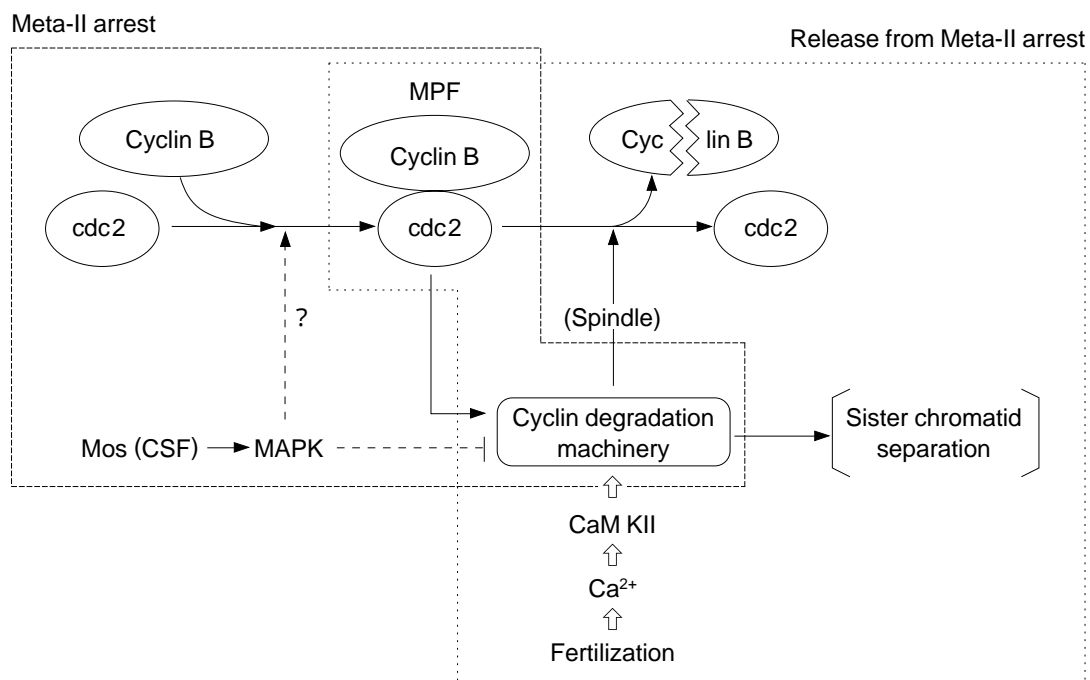 Meta-II arrest
Release from Meta-II arrest
MPF
Cyclin B
Cyclin B
Cyc lin B
cdc2
cdc2
cdc2
?
(Spindle)
Cyclin degradation
machinery
Sister chromatid
separation
Mos (CSF)
MAPK
CaM KII
Ca²⁺
Fertilization